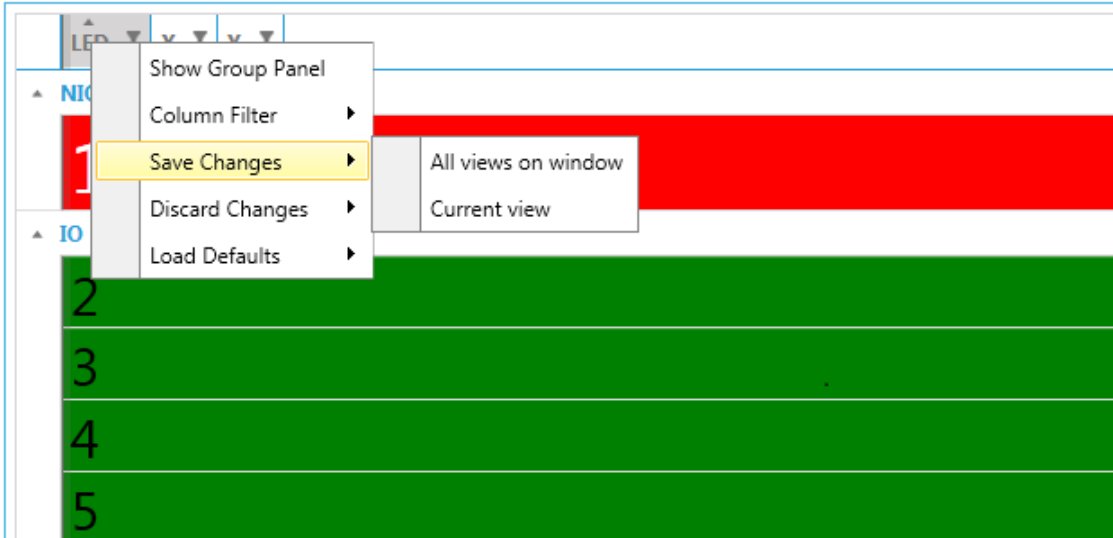 LED
Show Group Panel
Column Filter
Save Changes
All views on window
Discard Changes
Current view
IO
Load Defaults
2
3
4
5